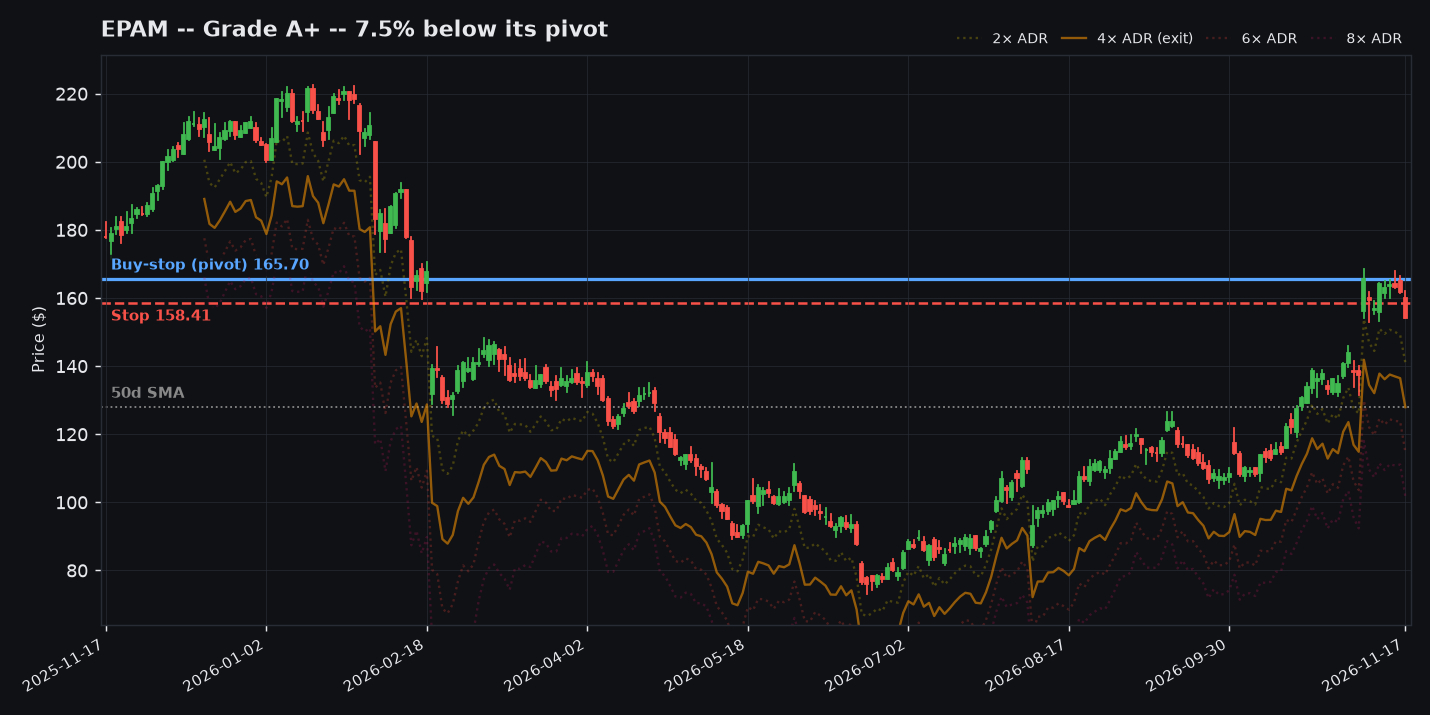 EPAM -- Grade A+ -- 7.5% below its pivot
2× ADR
4× ADR (exit)
6× ADR
8× ADR
Price ($)
220
200
180
160
140
120
100
80
Buy-stop (pivot) 165.70
Stop 158.41
50d SMA
2025-11-17
2026-01-02
2026-02-18
2026-04-02
2026-05-18
2026-07-02
2026-08-17
2026-09-30
2026-11-17